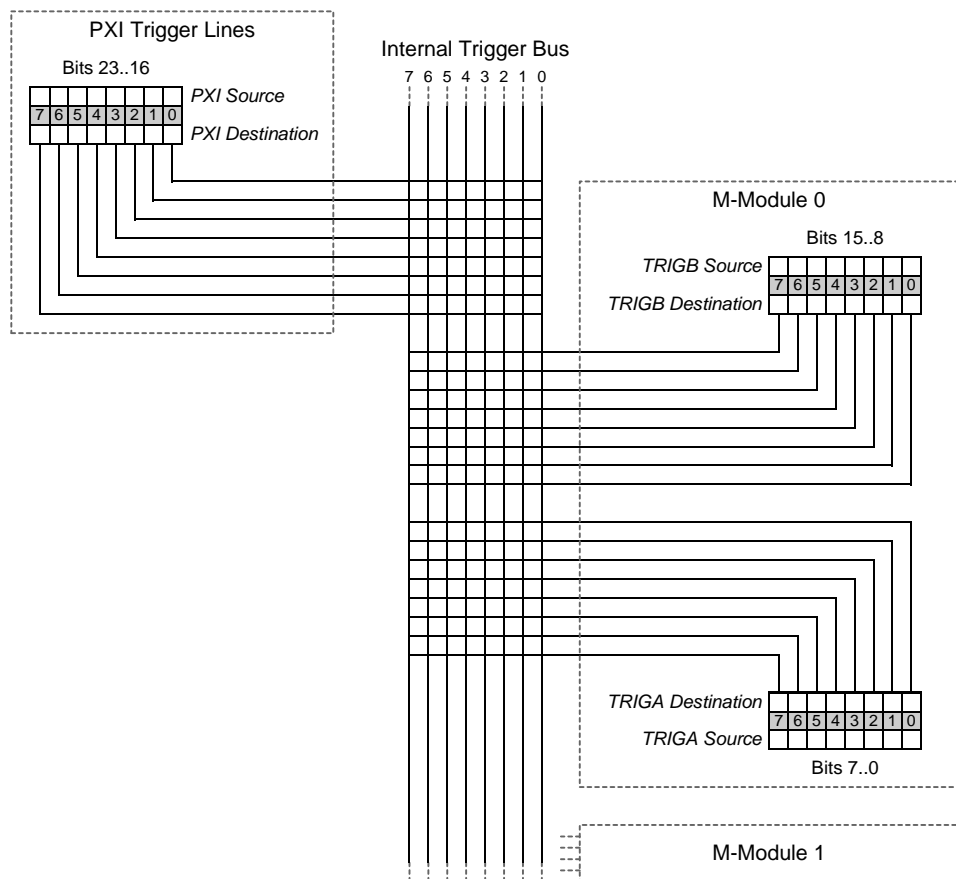 PXI Trigger Lines
Bits 23..16
PXI Source
7 6 5 4 3 2 1 0
PXI Destination
Internal Trigger Bus
7 6 5 4 3 2 1 0
M-Module 0
Bits 15..8
TRIGB Source
7 6 5 4 3 2 1 0
TRIGB Destination
TRIGA Destination
7 6 5 4 3 2 1 0
TRIGA Source
Bits 7..0
M-Module 1